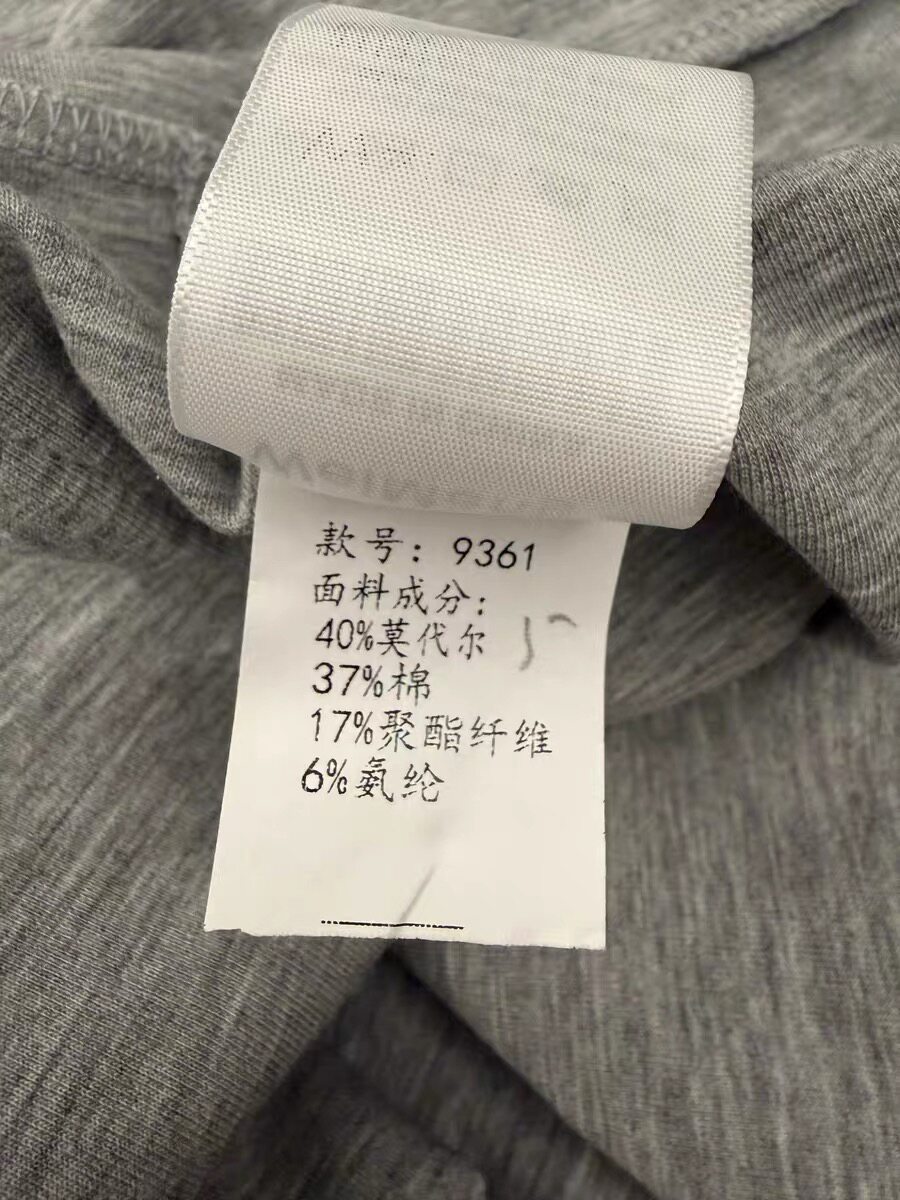 款号：9361
面料成分：
40%莫代尔
37%棉
17%聚酯纤维
6%氨纶